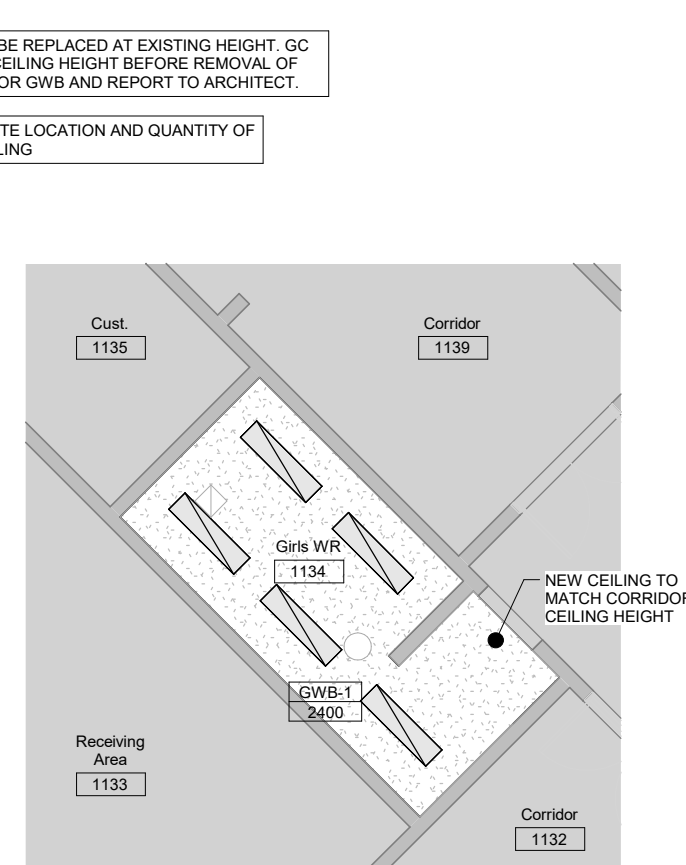 BE REPLACED AT EXISTING HEIGHT. GC
CEILING HEIGHT BEFORE REMOVAL OF
OR GWB AND REPORT TO ARCHITECT.
TE LOCATION AND QUANTITY OF
LING
Cust.
1135
Corridor
1139
Girls WR
1134
NEW CEILING TO
MATCH CORRIDOR
CEILING HEIGHT
GWB-1
2400
Receiving
Area
1133
Corridor
1132